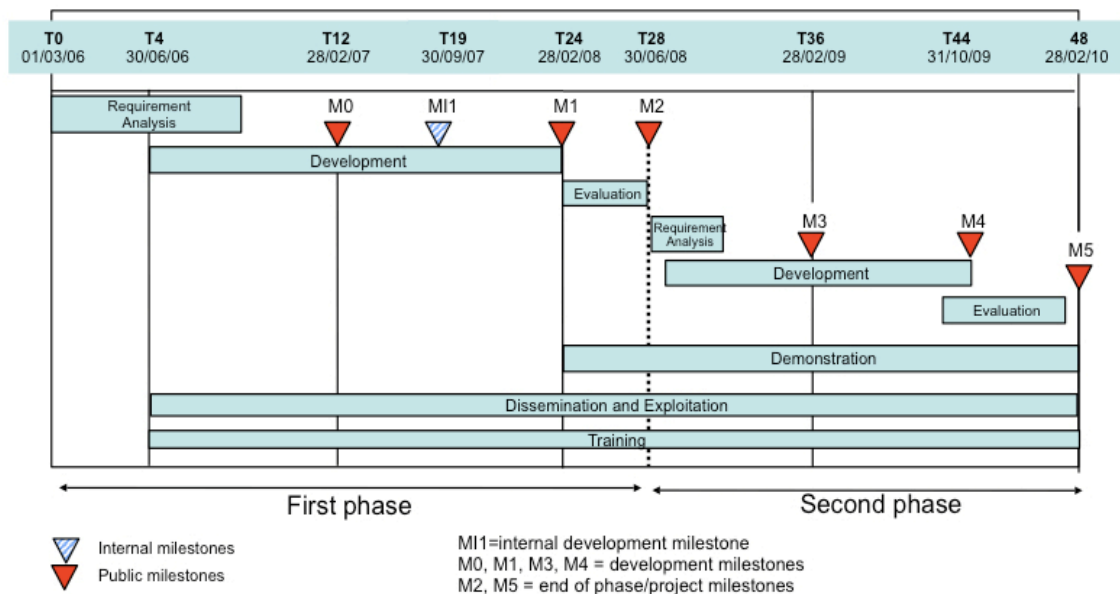 T0 T4 T12 T19 T24 T28 T36 T44 48
01/03/06 30/06/06 28/02/07 30/09/07 28/02/08 30/06/08 28/02/09 31/10/09 28/02/10
Requirement
Analysis
M0 MI1 M1 M2
Development
Evaluation
Requirement
Analysis
M3 M4
Development
M5
Evaluation
Demonstration
Dissemination and Exploitation
Training
First phase Second phase
Internal milestones
Public milestones
MI1=internal development milestone
M0, M1, M3, M4 = development milestones
M2, M5 = end of phase/project milestones